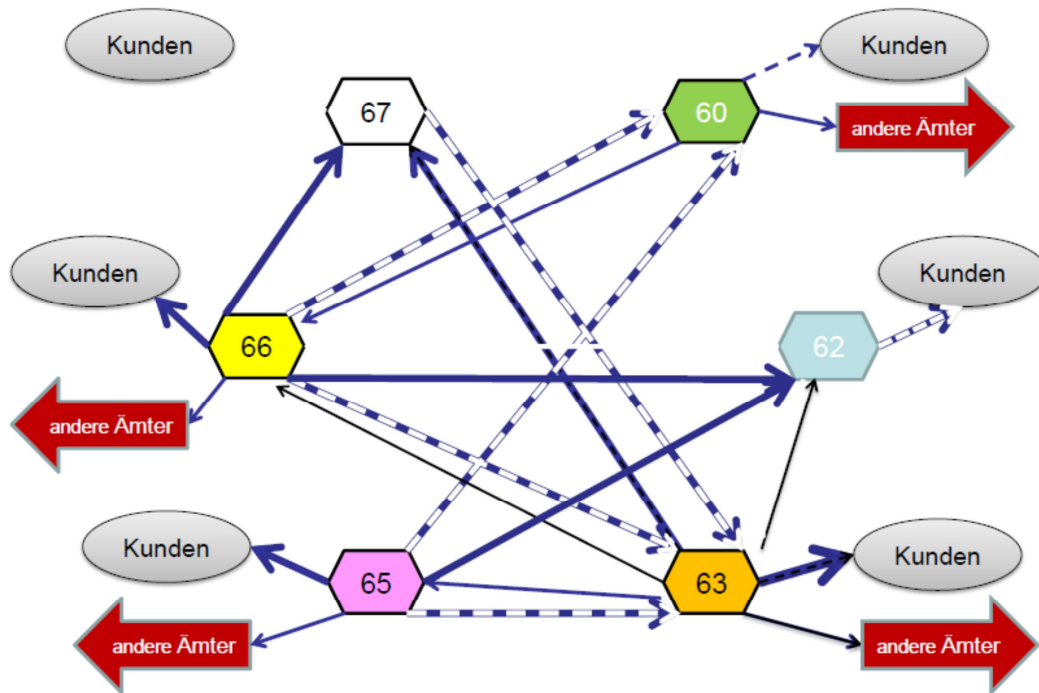 Kunden
Kunden
67
60
andere Ämter
Kunden
Kunden
66
62
andere Ämter
Kunden
Kunden
65
63
andere Ämter
andere Ämter